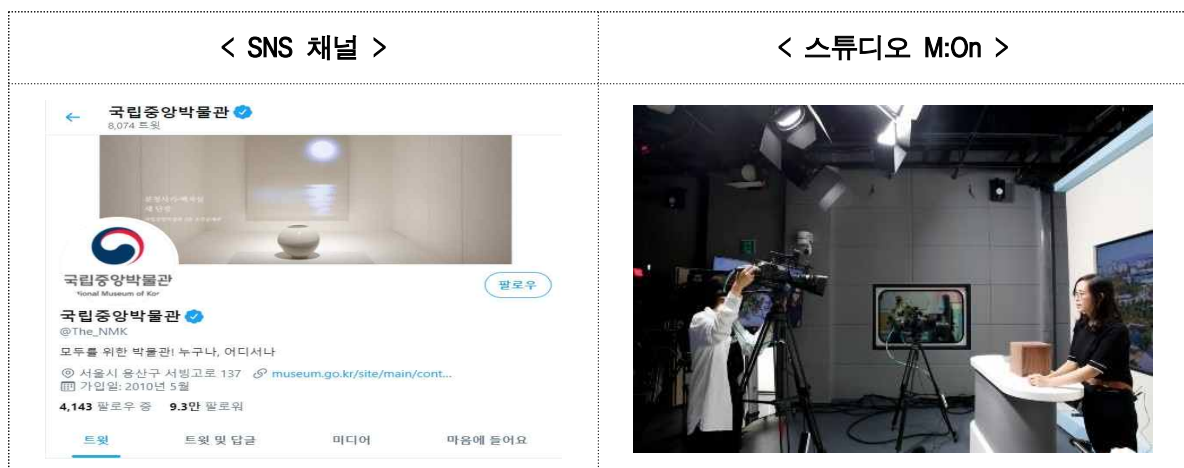 < SNS 채널 >
< 스튜디오 M:On >
국립중앙박물관
8,074 트윗
국립중앙박물관
국립중앙박물관
@The_NMK
모두를 위한 박물관! 누구나, 어디서나
서울시 용산구 서빙고로 137 museum.go.kr/site/main/cont...
가입일: 2010년 5월
4,143 팔로우 중 9.3만 팔로워
팔로우
트윗 트윗 및 답글 미디어 마음에 들어요